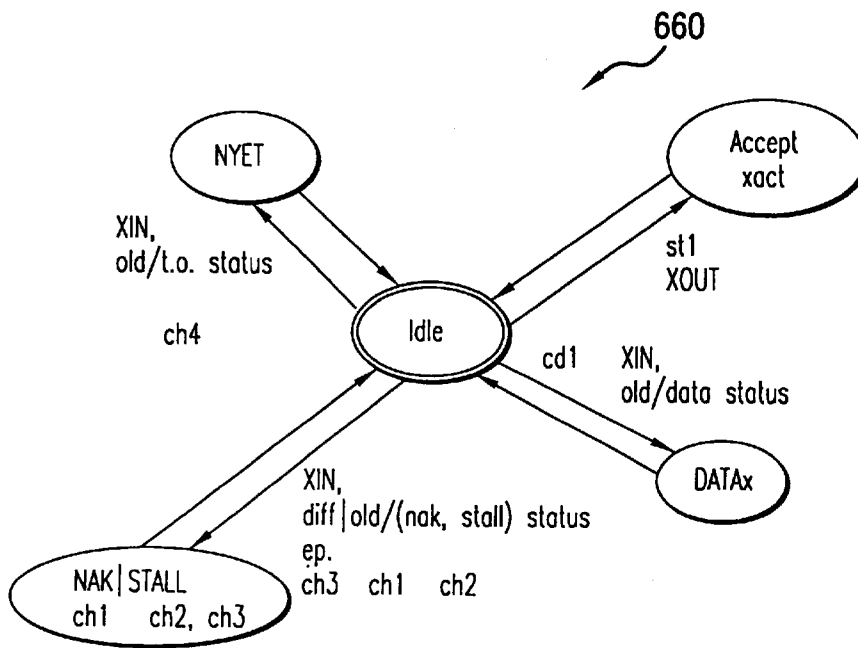 660
NYET
Accept
xact
XIN,
old/t.o. status
st1
XOUT
Idle
ch4
cd1
XIN,
old/data status
DATAx
XIN,
diff|old/(nak, stall) status
ep.
ch3 ch1 ch2
NAK|STALL
ch1 ch2, ch3